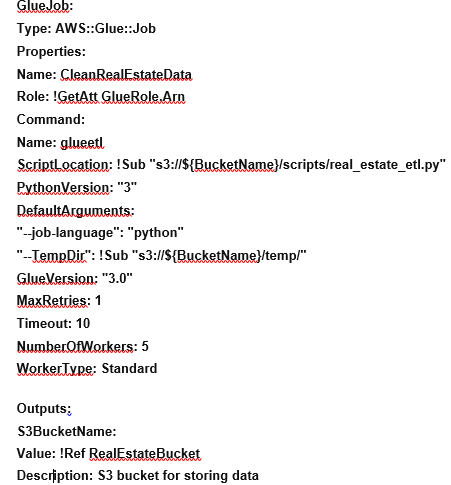 GlueJob:
Type: AWS::Glue::Job
Properties:
Name: CleanRealEstateData
Role: !GetAtt GlueRole.Arn
Command:
Name: glueetl
ScriptLocation: !Sub "s3://${BucketName}/scripts/real_estate_etl.py"
PythonVersion: "3"
DefaultArguments:
"--job-language": "python"
"--TempDir": !Sub "s3://${BucketName}/temp/"
GlueVersion: "3.0"
MaxRetries: 1
Timeout: 10
NumberOfWorkers: 5
WorkerType: Standard
Outputs:
S3BucketName:
Value: !Ref RealEstateBucket
Description: S3 bucket for storing data